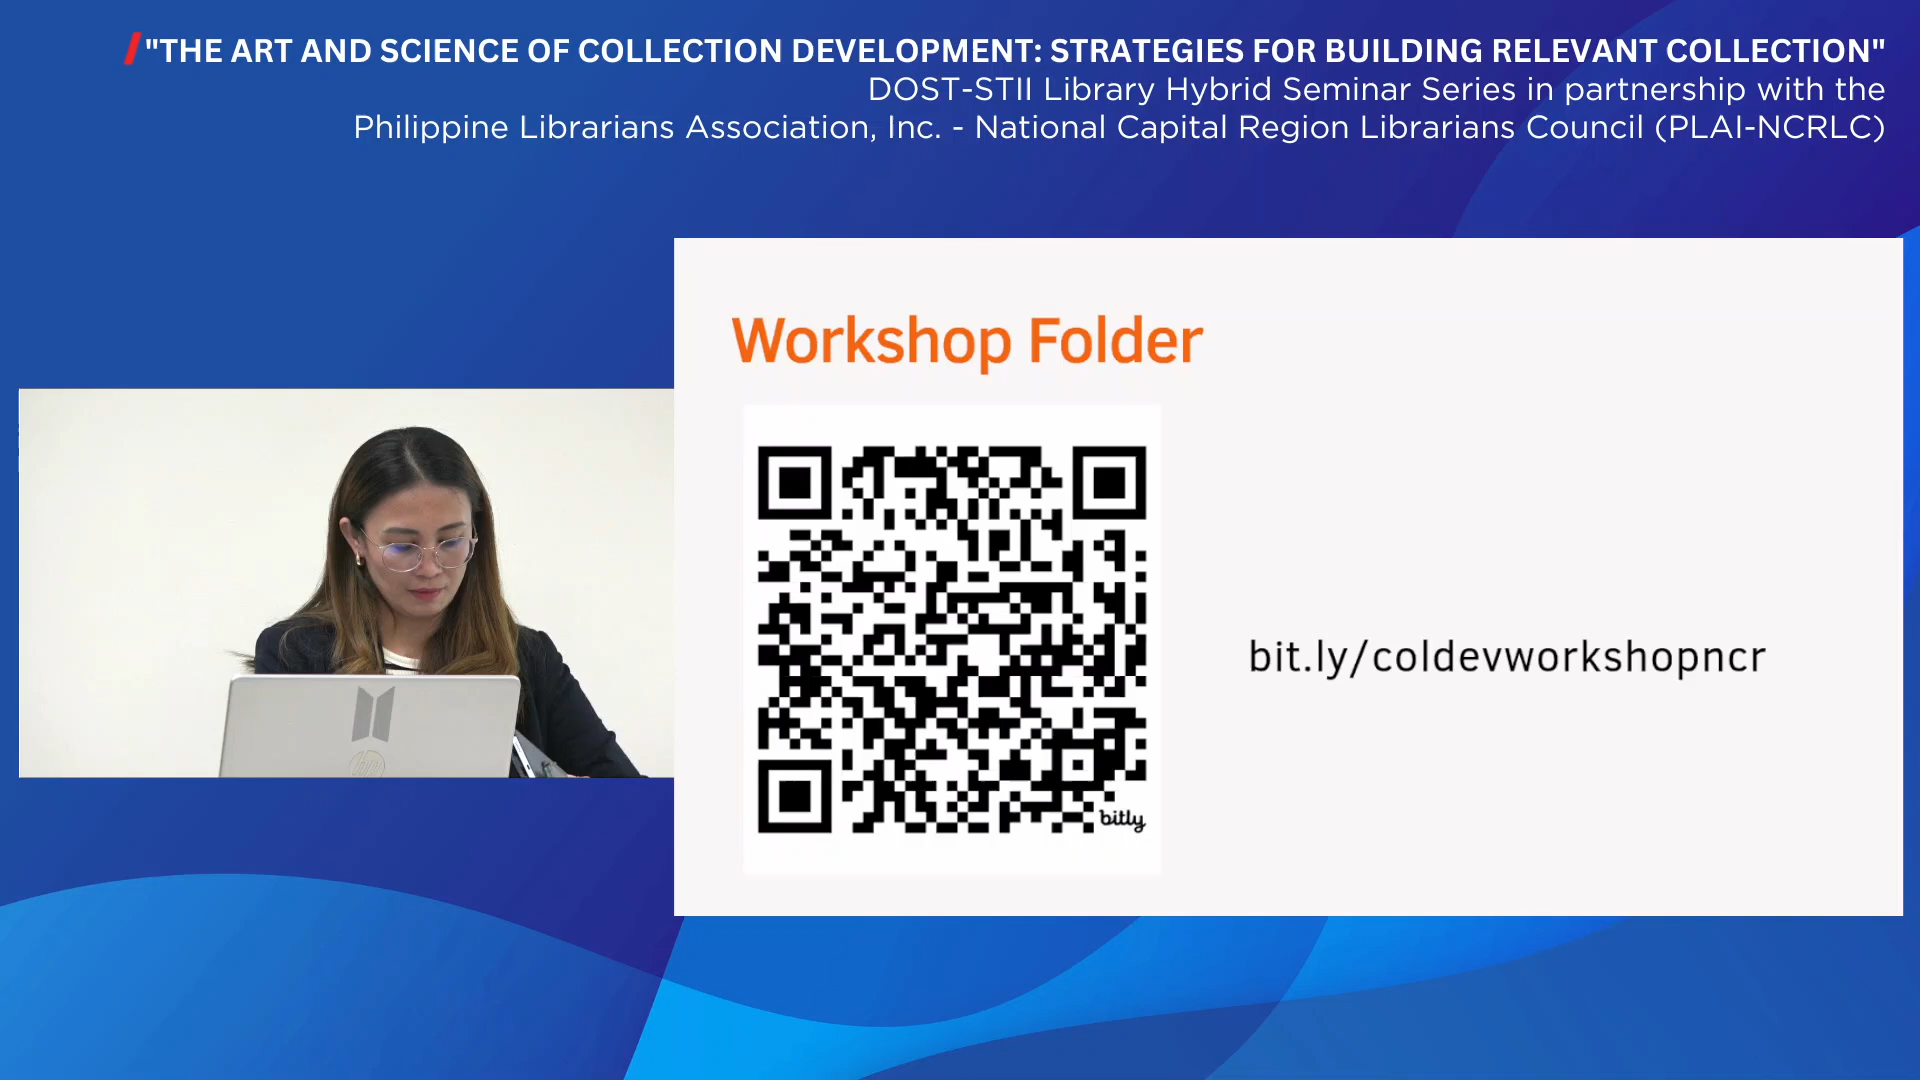 "THE ART AND SCIENCE OF COLLECTION DEVELOPMENT: STRATEGIES FOR BUILDING RELEVANT COLLECTION"
DOST-STII Library Hybrid Seminar Series in partnership with the
Philippine Librarians Association, Inc. - National Capital Region Librarians Council (PLAI-NCRLC)
Workshop Folder
bit.ly/coldevworkshopncr
bitly
hp